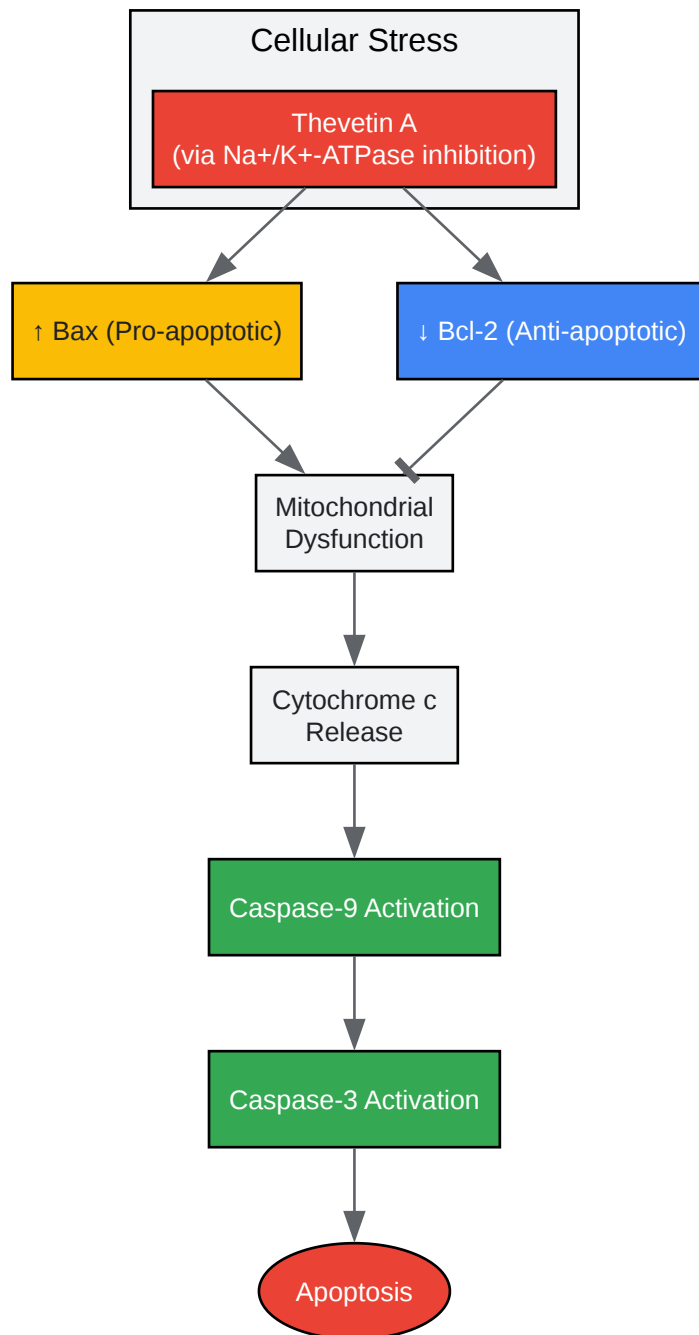 Cellular Stress
Thevetin A
(via Na+/K+-ATPase inhibition)
↑ Bax (Pro-apoptotic)
↓ Bcl-2 (Anti-apoptotic)
Mitochondrial
Dysfunction
Cytochrome c
Release
Caspase-9 Activation
Caspase-3 Activation
Apoptosis